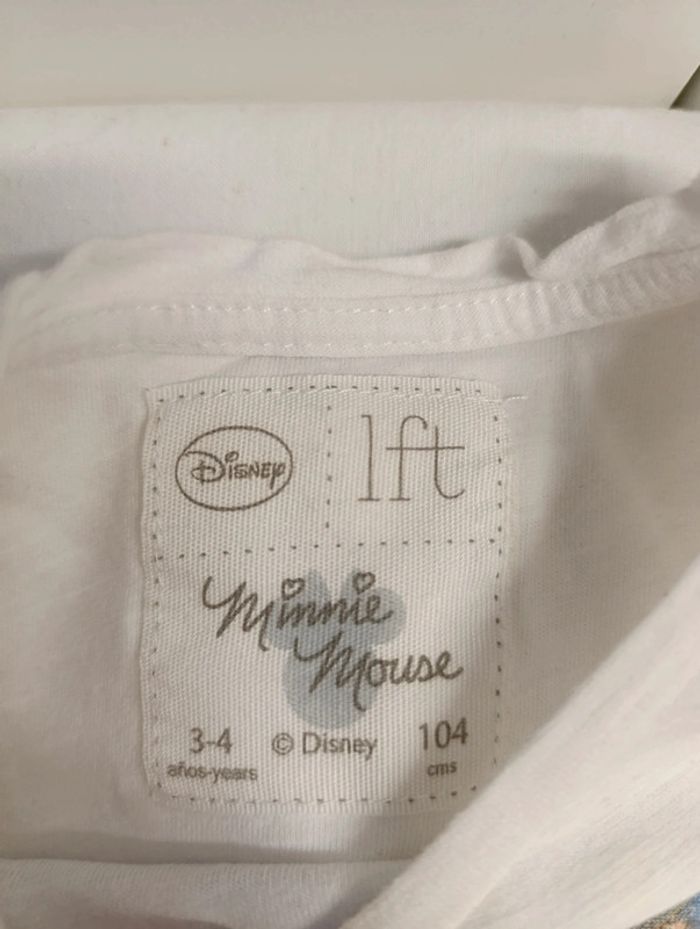 Disney lft
Minnie
Mouse
3-4 © Disney 104
años-years cms